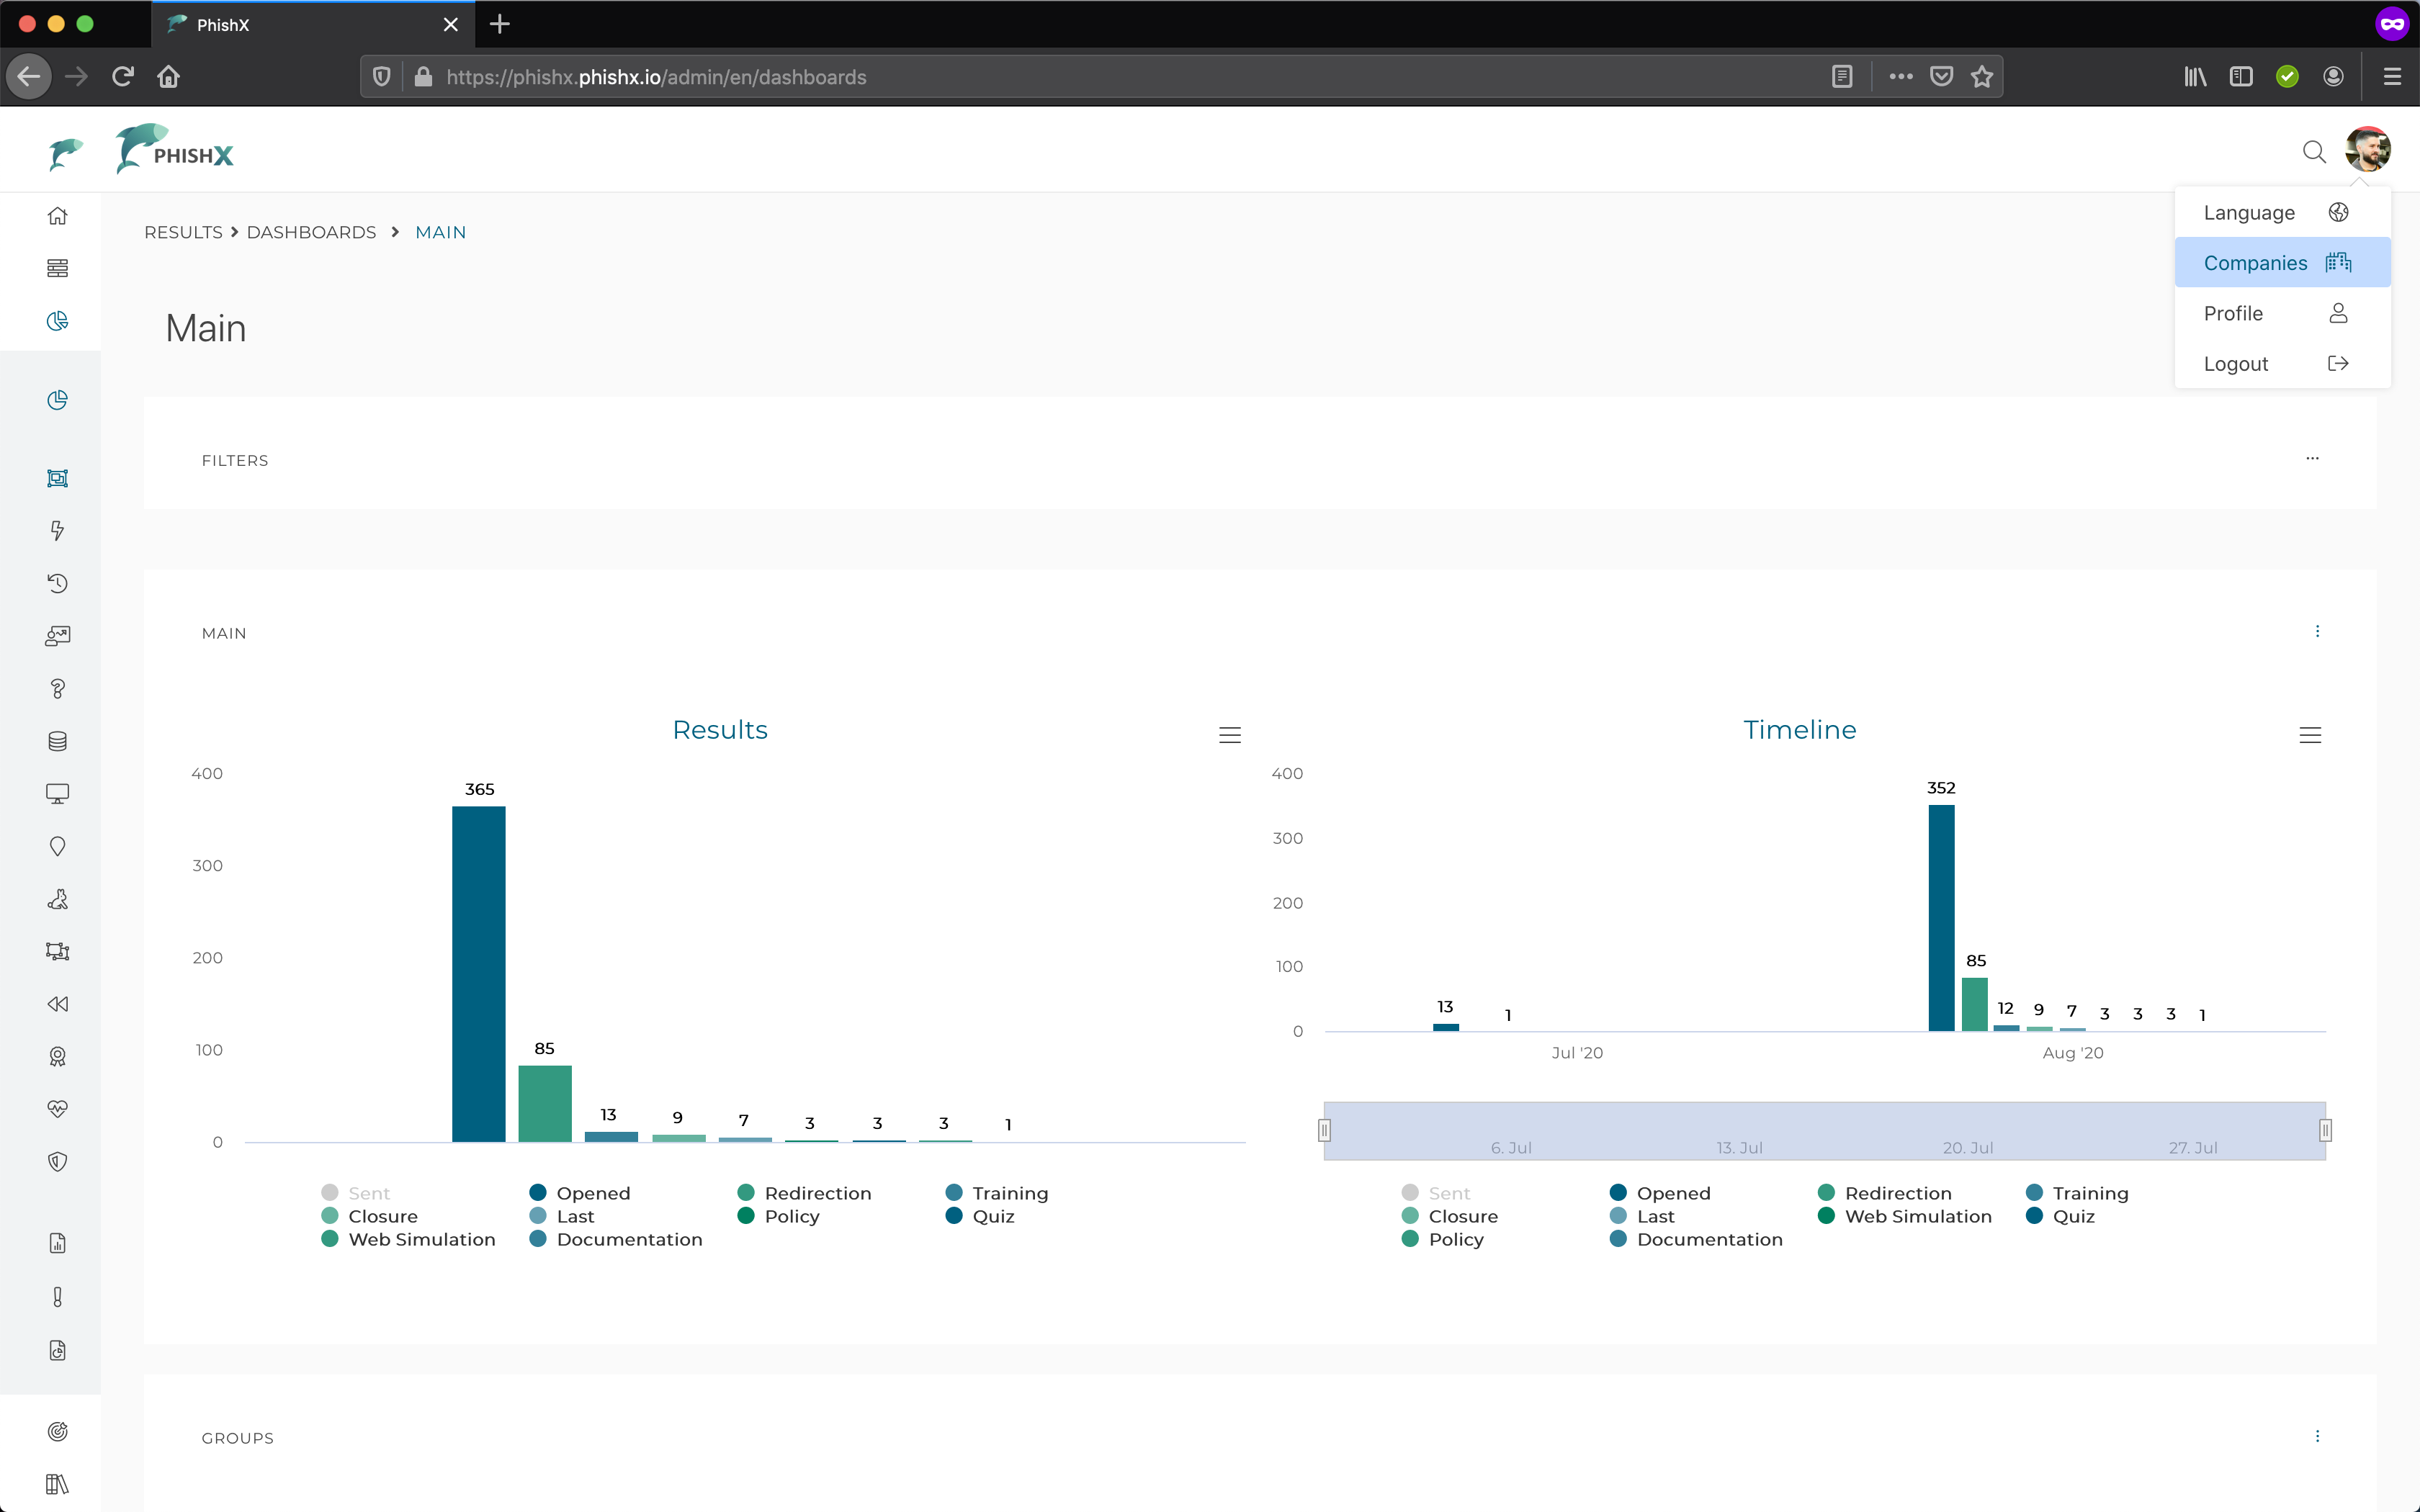 PhishX
https://phishx.phishx.io/admin/en/dashboards
PHISHX
Language
Companies
Profile
Logout
RESULTS > DASHBOARDS > MAIN
Main
FILTERS
MAIN
Results
400
300
200
100
0
365
85
13
9
7
3
3
3
1
Sent
Opened
Redirection
Training
Closure
Last
Policy
Quiz
Web Simulation
Documentation
Timeline
400
300
200
100
0
13
1
352
85
12
9
7
3
3
3
1
Jul '20
Aug '20
6. Jul
13. Jul
20. Jul
27. Jul
Sent
Opened
Redirection
Training
Closure
Last
Web Simulation
Quiz
Policy
Documentation
GROUPS